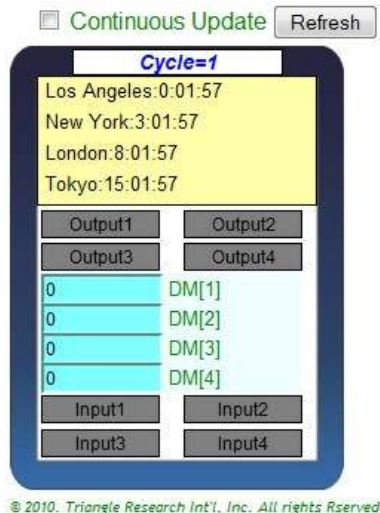 Continuous Update Refresh
Cycle=1
Los Angeles:0:01:57
New York:3:01:57
London:8:01:57
Tokyo:15:01:57
Output1 Output2
Output3 Output4
0 DM[1]
0 DM[2]
0 DM[3]
0 DM[4]
Input1 Input2
Input3 Input4
© 2010. Triangle Research Int'l, Inc. All rights Rserved